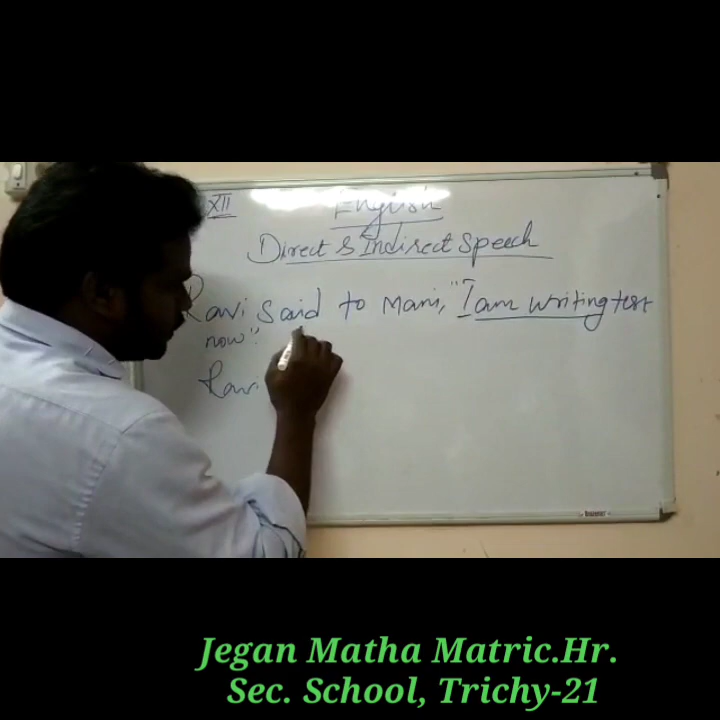 XII
English
Direct & Indirect Speech
Ravi said to Mani, "I am writing test
now".
Ravi
Jegan Matha Matric.Hr.
Sec. School, Trichy-21